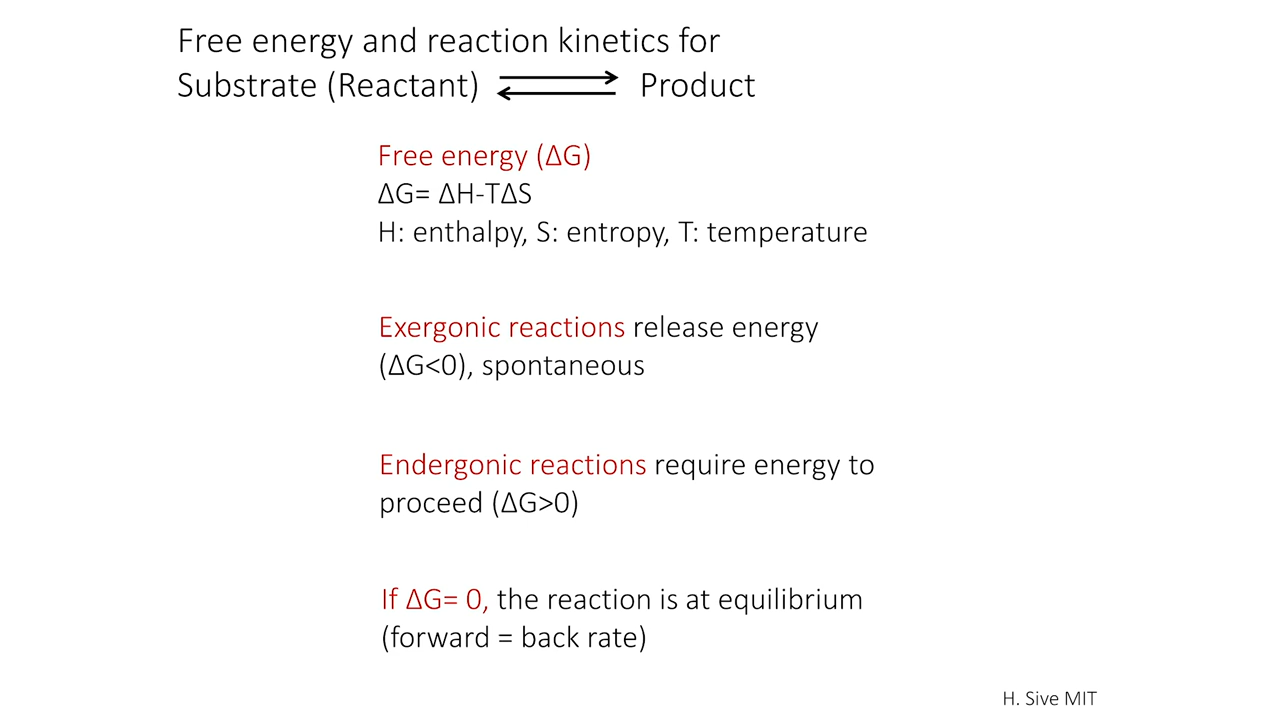 Free energy and reaction kinetics for
Substrate (Reactant) ⇌ Product
Free energy (ΔG)
ΔG= ΔH-TΔS
H: enthalpy, S: entropy, T: temperature
Exergonic reactions release energy
(ΔG<0), spontaneous
Endergonic reactions require energy to
proceed (ΔG>0)
If ΔG= 0, the reaction is at equilibrium
(forward = back rate)
H. Sive MIT